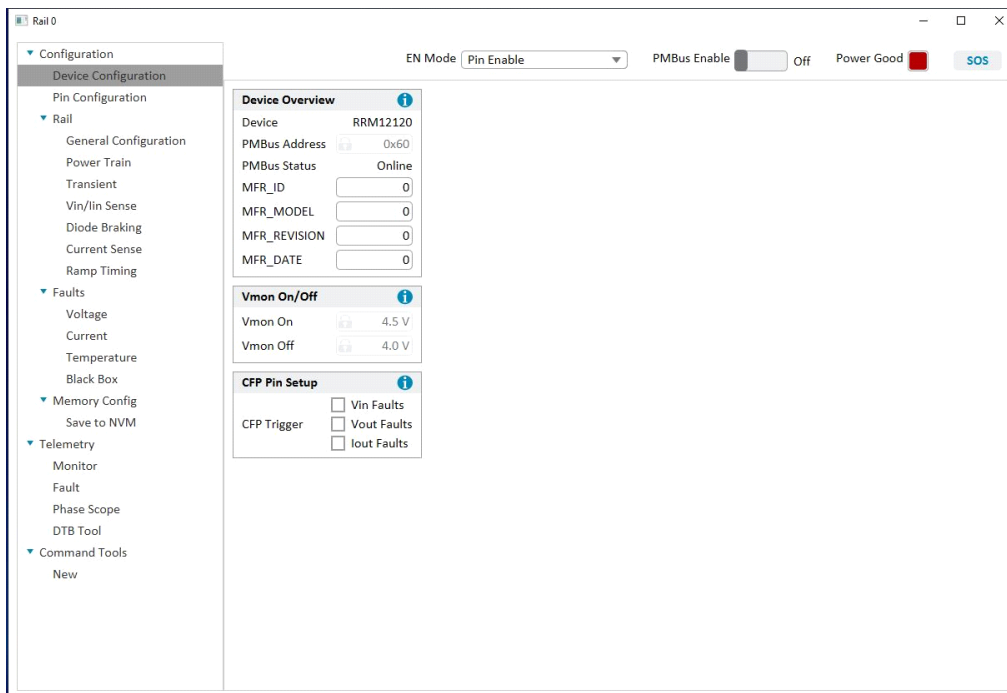 Rail 0
EN Mode Pin Enable PMBus Enable Off Power Good SOS
Configuration
Device Configuration
Pin Configuration
Rail
General Configuration
Power Train
Transient
Vin/Iin Sense
Diode Braking
Current Sense
Ramp Timing
Faults
Voltage
Current
Temperature
Black Box
Memory Config
Save to NVM
Telemetry
Monitor
Fault
Phase Scope
DTB Tool
Command Tools
New
Device Overview
Device RRM12120
PMBus Address 0x60
PMBus Status Online
MFR_ID 0
MFR_MODEL 0
MFR_REVISION 0
MFR_DATE 0
Vmon On/Off
Vmon On 4.5 V
Vmon Off 4.0 V
CFP Pin Setup
Vin Faults
CFP Trigger Vout Faults
Iout Faults